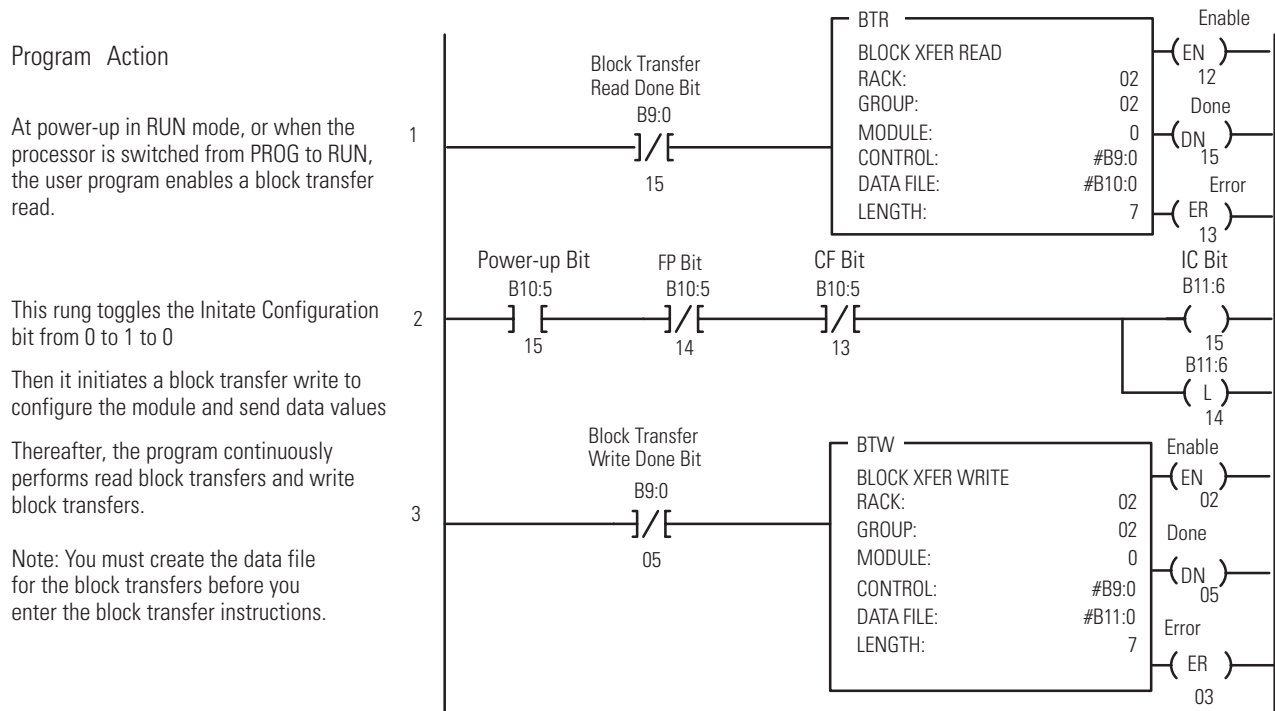 Program Action
At power-up in RUN mode, or when the
processor is switched from PROG to RUN,
the user program enables a block transfer
read.
This rung toggles the Initate Configuration
bit from 0 to 1 to 0
Then it initiates a block transfer write to
configure the module and send data values
Thereafter, the program continuously
performs read block transfers and write
block transfers.
Note: You must create the data file
for the block transfers before you
enter the block transfer instructions.
1
Block Transfer
Read Done Bit
B9:0
15
BTR
BLOCK XFER READ
RACK: 02
GROUP: 02
MODULE: 0
CONTROL: #B9:0
DATA FILE: #B10:0
LENGTH: 7
Enable
EN
12
Done
DN
15
Error
ER
13
2
Power-up Bit
B10:5
15
FP Bit
B10:5
14
CF Bit
B10:5
13
IC Bit
B11:6
15
B11:6
L
14
3
Block Transfer
Write Done Bit
B9:0
05
BTW
BLOCK XFER WRITE
RACK: 02
GROUP: 02
MODULE: 0
CONTROL: #B9:0
DATA FILE: #B11:0
LENGTH: 7
Enable
EN
02
Done
DN
05
Error
ER
03